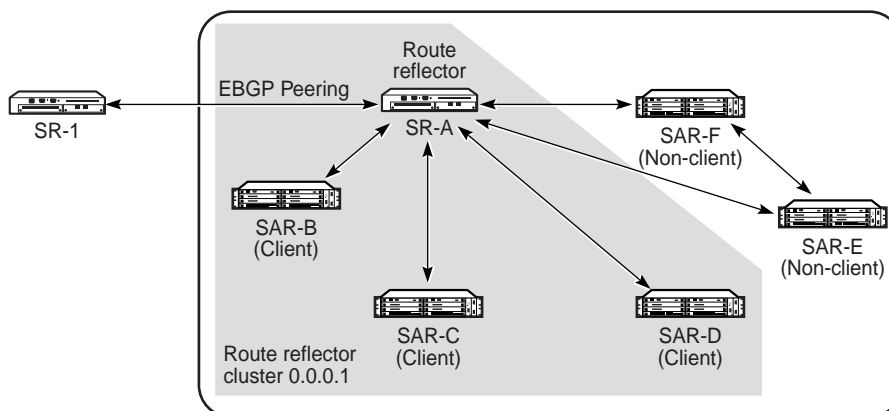 Route
reflector
EBGP Peering
SR-1
SR-A
SAR-F
(Non-client)
SAR-B
(Client)
SAR-E
(Non-client)
SAR-C
(Client)
SAR-D
(Client)
Route reflector
cluster 0.0.0.1